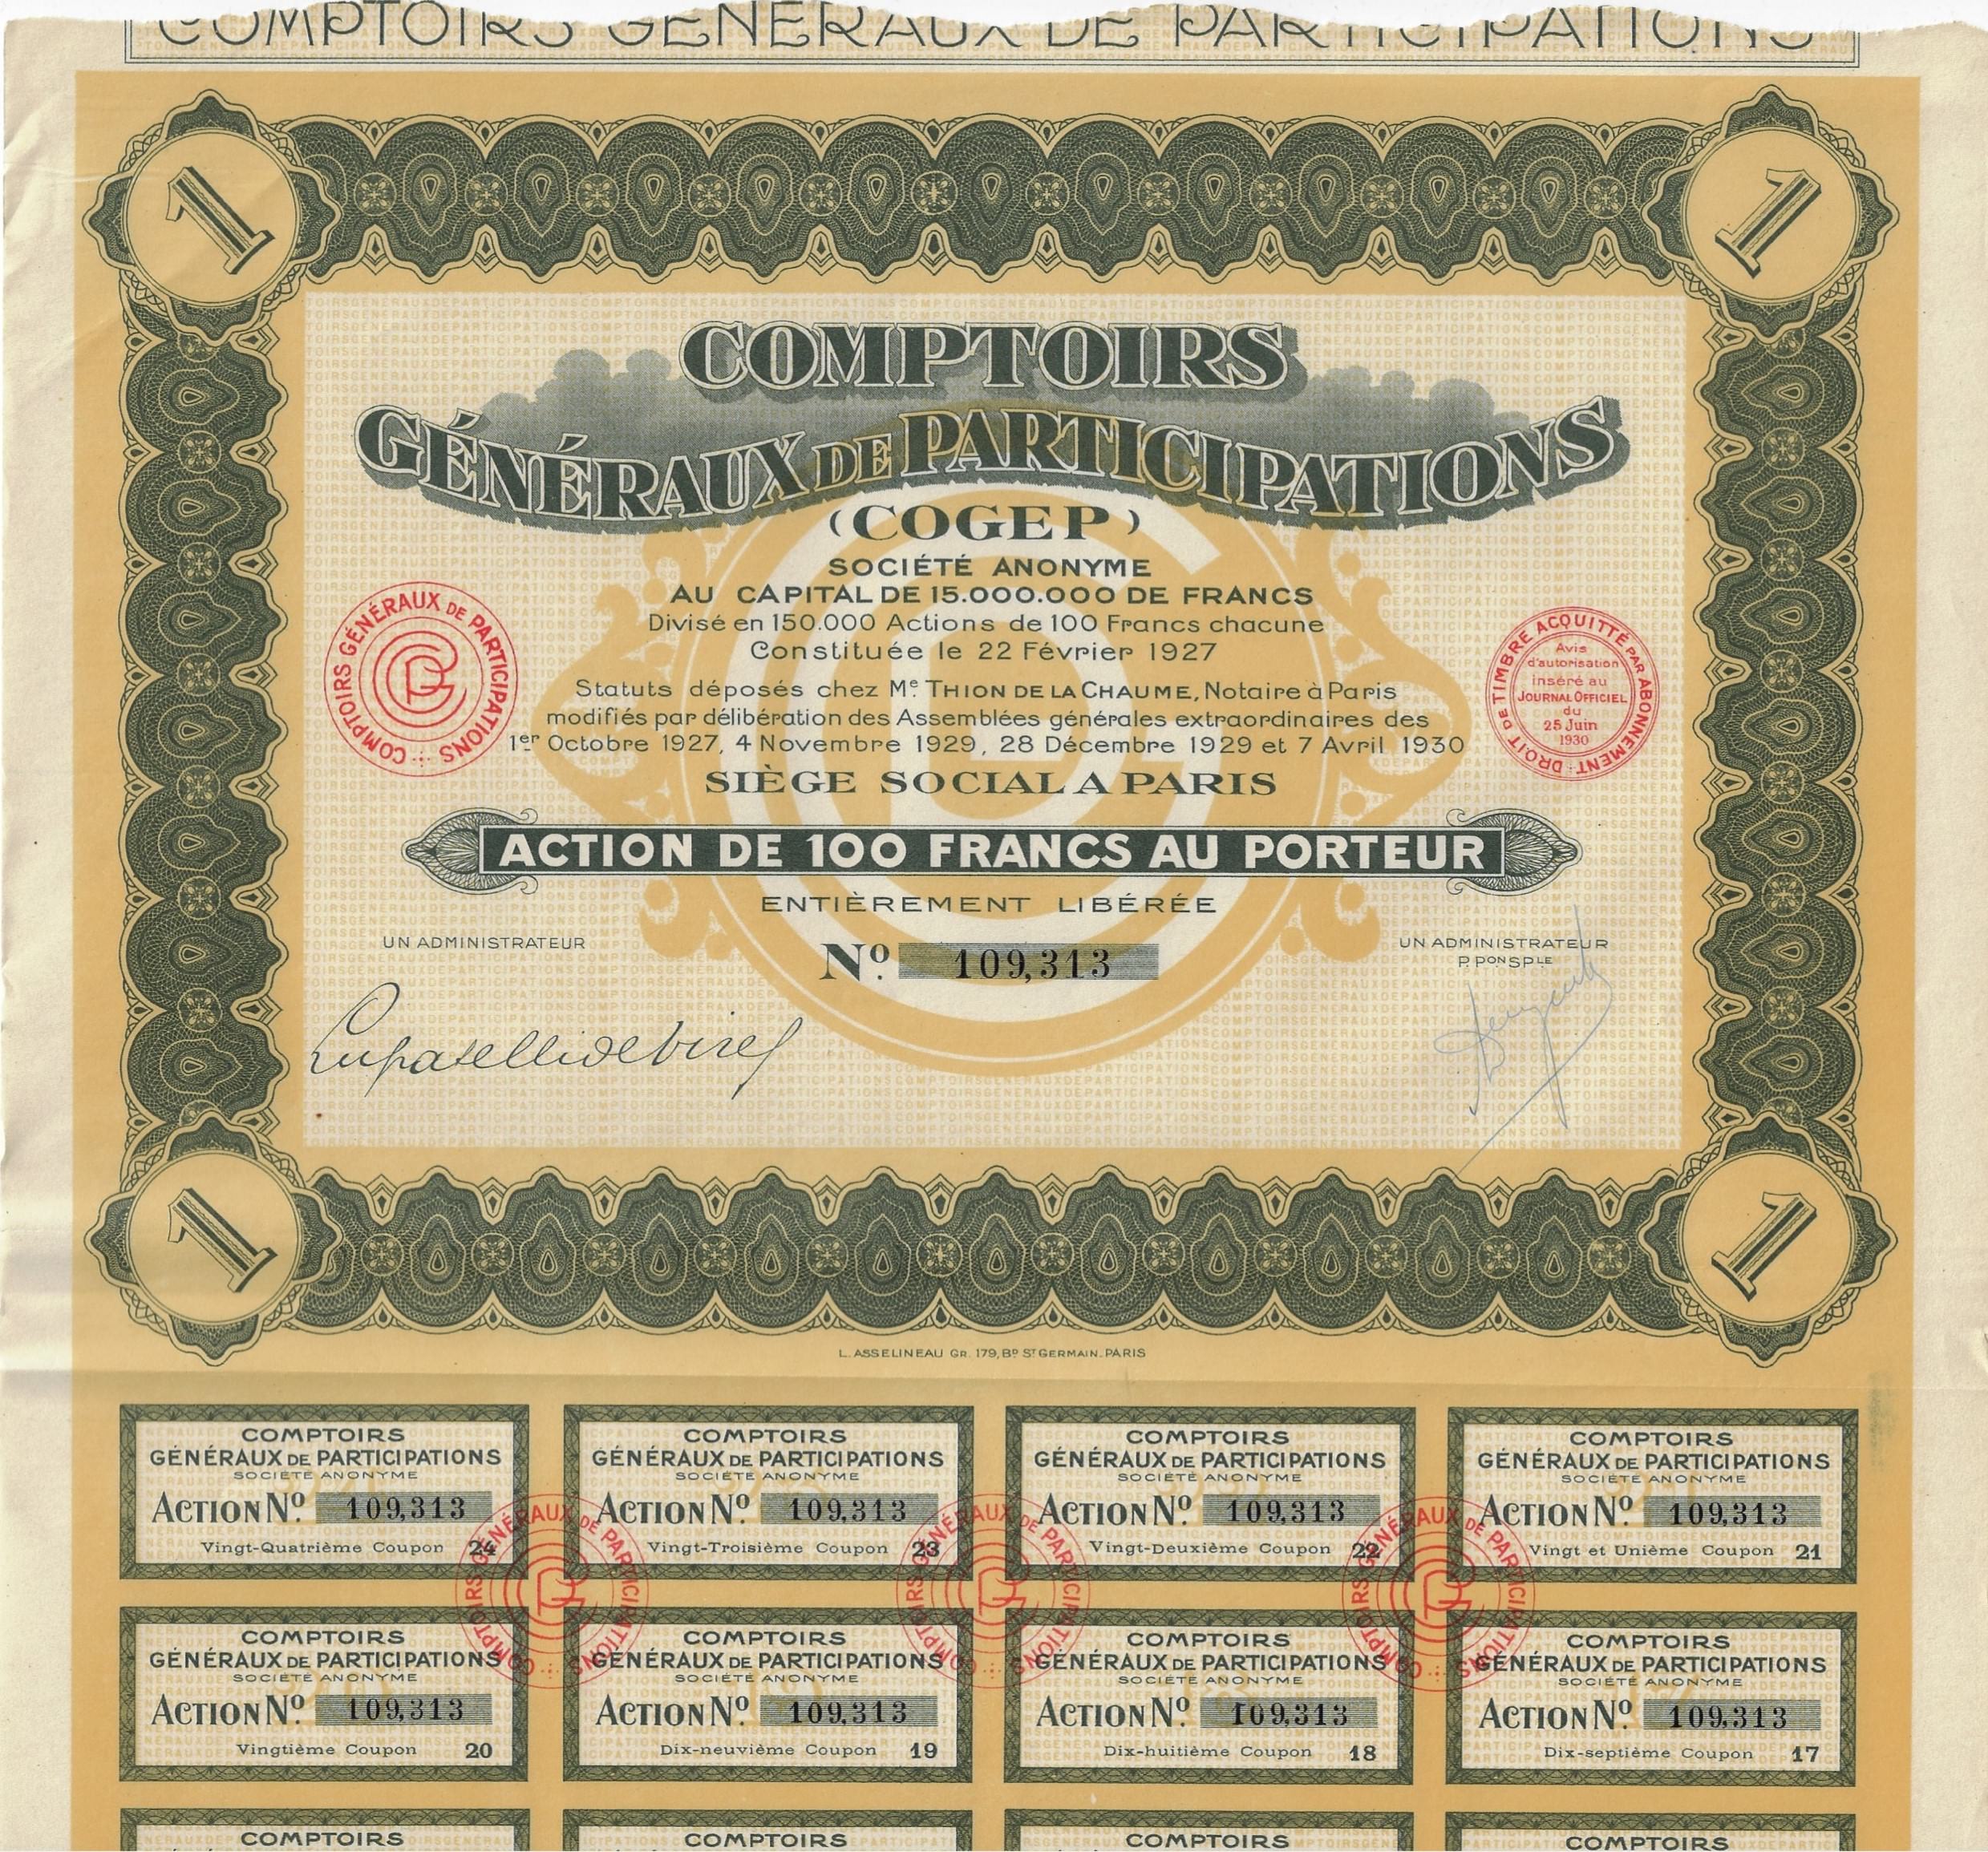 COMPTOIRS GÉNÉRAUX DE PARTICIPATIONS
1
1
COMPTOIRS
GÉNÉRAUX DE PARTICIPATIONS
(COGEP)
SOCIÉTÉ ANONYME
AU CAPITAL DE 15.000.000 DE FRANCS
Divisé en 150.000 Actions de 100 Francs chacune
Constituée le 22 Février 1927
Statuts déposés chez Me. THION DE LA CHAUME, Notaire à Paris
modifiés par délibération des Assemblées générales extraordinaires des
1er Octobre 1927, 4 Novembre 1929, 28 Décembre 1929 et 7 Avril 1930
SIÈGE SOCIAL A PARIS
COMPTOIRS GÉNÉRAUX DE PARTICIPATIONS
DROIT DE TIMBRE ACQUITTÉ PAR ABONNEMENT
Avis
d'autorisation
inséré au
JOURNAL OFFICIEL
du
25 Juin
1930
ACTION DE 100 FRANCS AU PORTEUR
ENTIÈREMENT LIBÉRÉE
UN ADMINISTRATEUR
No. 109,313
UN ADMINISTRATEUR
P. PON SPLE
1
1
L. ASSELINEAU GR. 179, BD ST GERMAIN. PARIS
COMPTOIRS
GÉNÉRAUX DE PARTICIPATIONS
SOCIÉTÉ ANONYME
ACTION No. 109,313
Vingt-Quatrième Coupon 24
COMPTOIRS
GÉNÉRAUX DE PARTICIPATIONS
SOCIÉTÉ ANONYME
ACTION No. 109,313
Vingt-Troisième Coupon 23
COMPTOIRS
GÉNÉRAUX DE PARTICIPATIONS
SOCIÉTÉ ANONYME
ACTION No. 109,313
Vingt-Deuxième Coupon 22
COMPTOIRS
GÉNÉRAUX DE PARTICIPATIONS
SOCIÉTÉ ANONYME
ACTION No. 109,313
Vingt et Unième Coupon 21
COMPTOIRS GÉNÉRAUX DE PARTICIPATIONS
COMPTOIRS GÉNÉRAUX DE PARTICIPATIONS
COMPTOIRS GÉNÉRAUX DE PARTICIPATIONS
COMPTOIRS
GÉNÉRAUX DE PARTICIPATIONS
SOCIÉTÉ ANONYME
ACTION No. 109,313
Vingtième Coupon 20
COMPTOIRS
GÉNÉRAUX DE PARTICIPATIONS
SOCIÉTÉ ANONYME
ACTION No. 109,313
Dix-neuvième Coupon 19
COMPTOIRS
GÉNÉRAUX DE PARTICIPATIONS
SOCIÉTÉ ANONYME
ACTION No. 109,313
Dix-huitième Coupon 18
COMPTOIRS
GÉNÉRAUX DE PARTICIPATIONS
SOCIÉTÉ ANONYME
ACTION No. 109,313
Dix-septième Coupon 17
COMPTOIRS
COMPTOIRS
COMPTOIRS
COMPTOIRS